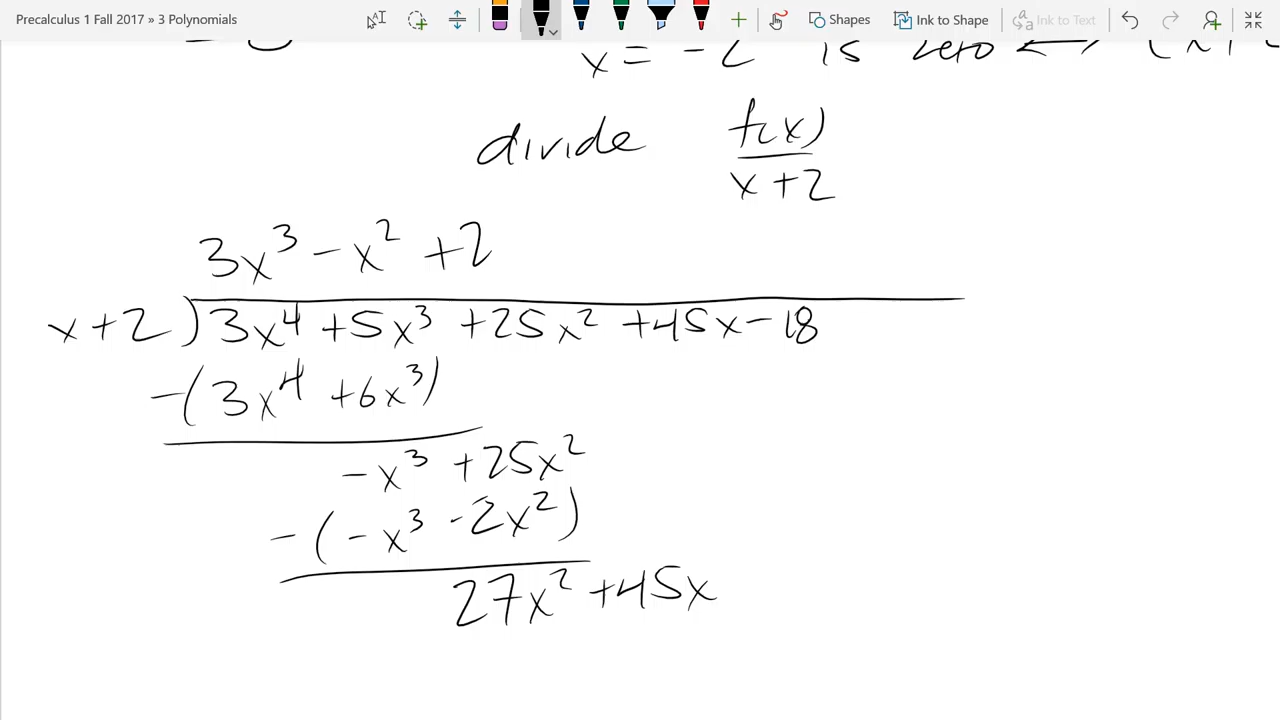 Precalculus 1 Fall 2017 » 3 Polynomials
Shapes
Ink to Shape
Ink to Text
x = -2 is zero ⟷ (x+
divide f(x)
x+2
3x³ - x² + 2
x+2 ) 3x⁴ + 5x³ + 25x² + 45x - 18
-(3x⁴ + 6x³)
-x³ + 25x²
-(-x³ - 2x²)
27x² + 45x